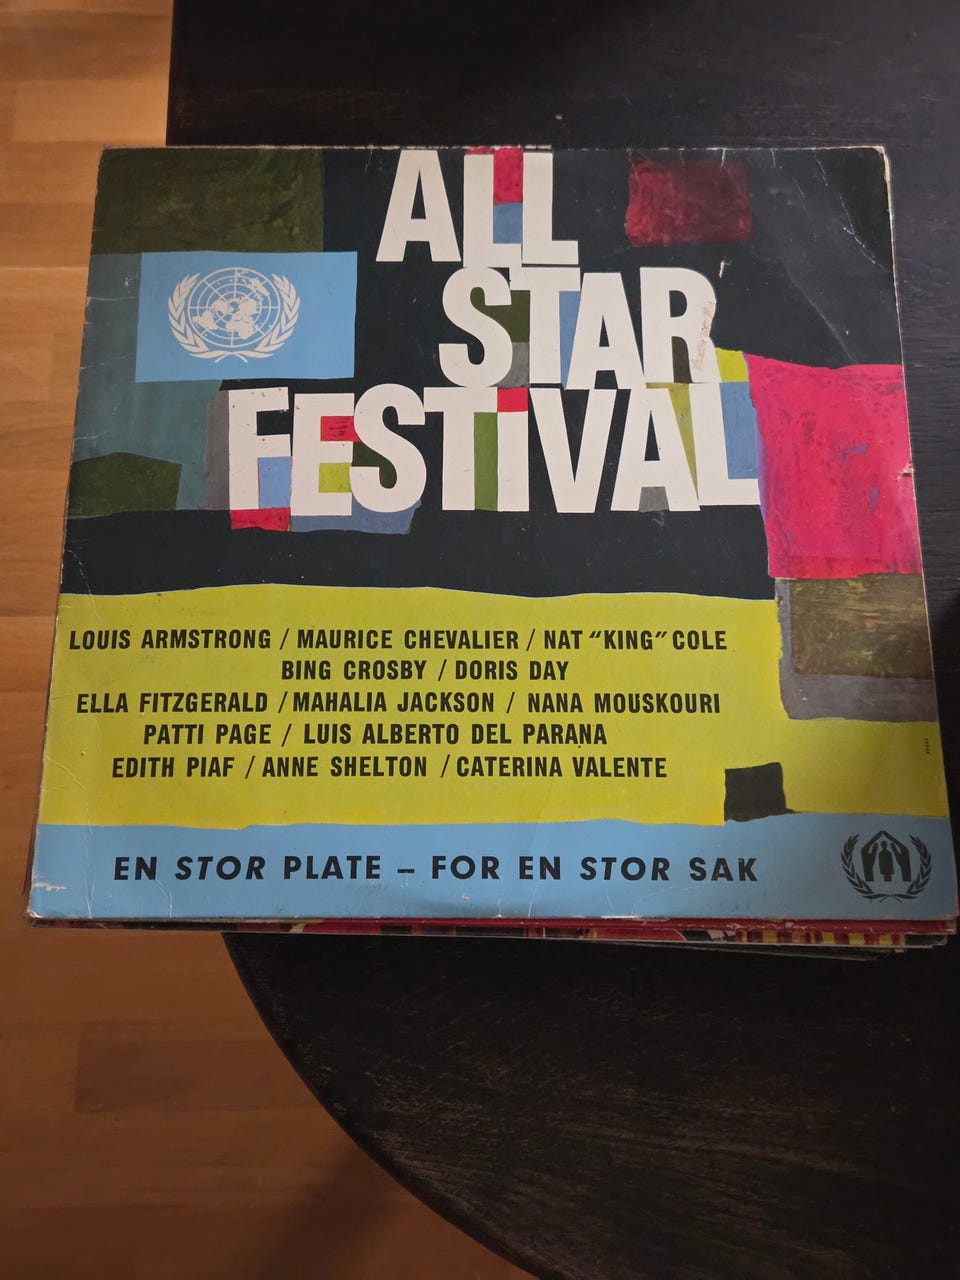 ALL
STAR
FESTIVAL
LOUIS ARMSTRONG / MAURICE CHEVALIER / NAT “KING” COLE
BING CROSBY / DORIS DAY
ELLA FITZGERALD / MAHALIA JACKSON / NANA MOUSKOURI
PATTI PAGE / LUIS ALBERTO DEL PARANA
EDITH PIAF / ANNE SHELTON / CATERINA VALENTE
EN STOR PLATE – FOR EN STOR SAK